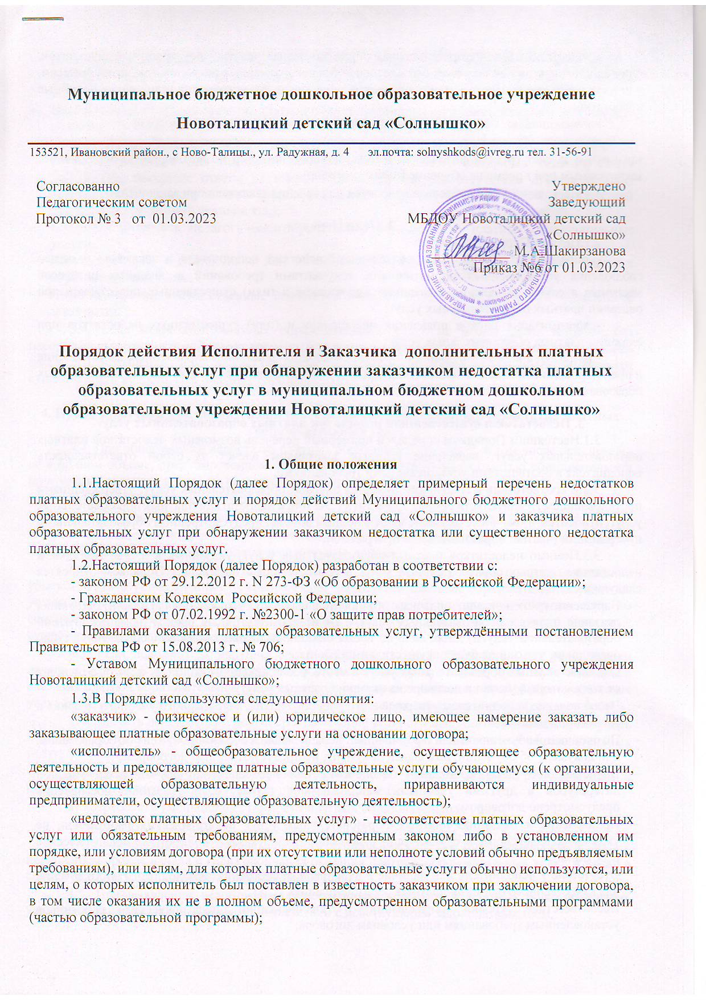 Муниципальное бюджетное дошкольное образовательное учреждение
Новоталицкий детский сад «Солнышко»
153521, Ивановский район., с Ново-Талицы., ул. Радужная, д. 4 эл.почта: solnyshkods@ivreg.ru тел. 31-56-91
Согласованно
Педагогическим советом
Протокол № 3 от 01.03.2023
Утверждено
Заведующий
МБДОУ Новоталицкий детский сад
«Солнышко»
М.А.Шакирзанова
Приказ №6 от 01.03.2023
Порядок действия Исполнителя и Заказчика дополнительных платных
образовательных услуг при обнаружении заказчиком недостатка платных
образовательных услуг в муниципальном бюджетном дошкольном
образовательном учреждении Новоталицкий детский сад «Солнышко»
1. Общие положения
1.1.Настоящий Порядок (далее Порядок) определяет примерный перечень недостатков
платных образовательных услуг и порядок действий Муниципального бюджетного дошкольного
образовательного учреждения Новоталицкий детский сад «Солнышко» и заказчика платных
образовательных услуг при обнаружении заказчиком недостатка или существенного недостатка
платных образовательных услуг.
1.2.Настоящий Порядок (далее Порядок) разработан в соответствии с:
- законом РФ от 29.12.2012 г. N 273-ФЗ «Об образовании в Российской Федерации»;
- Гражданским Кодексом Российской Федерации;
- законом РФ от 07.02.1992 г. №2300-1 «О защите прав потребителей»;
- Правилами оказания платных образовательных услуг, утверждёнными постановлением
Правительства РФ от 15.08.2013 г. № 706;
- Уставом Муниципального бюджетного дошкольного образовательного учреждения
Новоталицкий детский сад «Солнышко»;
1.3.В Порядке используются следующие понятия:
«заказчик» - физическое и (или) юридическое лицо, имеющее намерение заказать либо
заказывающее платные образовательные услуги на основании договора;
«исполнитель» - общеобразовательное учреждение, осуществляющее образовательную
деятельность и предоставляющее платные образовательные услуги обучающемуся (к организации,
осуществляющей образовательную деятельность, приравниваются индивидуальные
предприниматели, осуществляющие образовательную деятельность);
«недостаток платных образовательных услуг» - несоответствие платных образовательных
услуг или обязательным требованиям, предусмотренным законом либо в установленном им
порядке, или условиям договора (при их отсутствии или неполноте условий обычно предъявляемым
требованиям), или целям, для которых платные образовательные услуги обычно используются, или
целям, о которых исполнитель был поставлен в известность заказчиком при заключении договора,
в том числе оказания их не в полном объеме, предусмотренном образовательными программами
(частью образовательной программы);